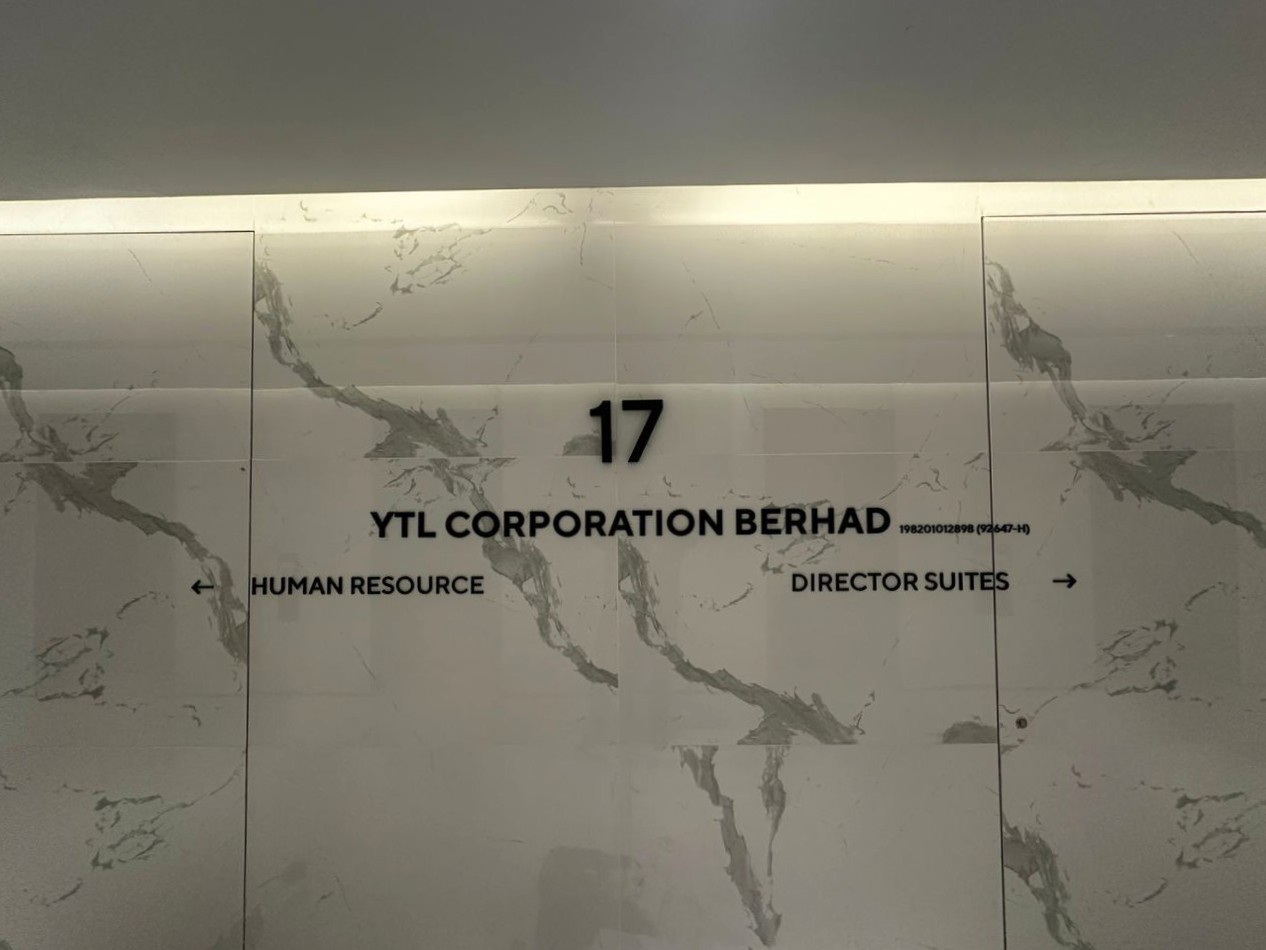 17
YTL CORPORATION BERHAD 198201012898 (92647-H)
← HUMAN RESOURCE DIRECTOR SUITES →